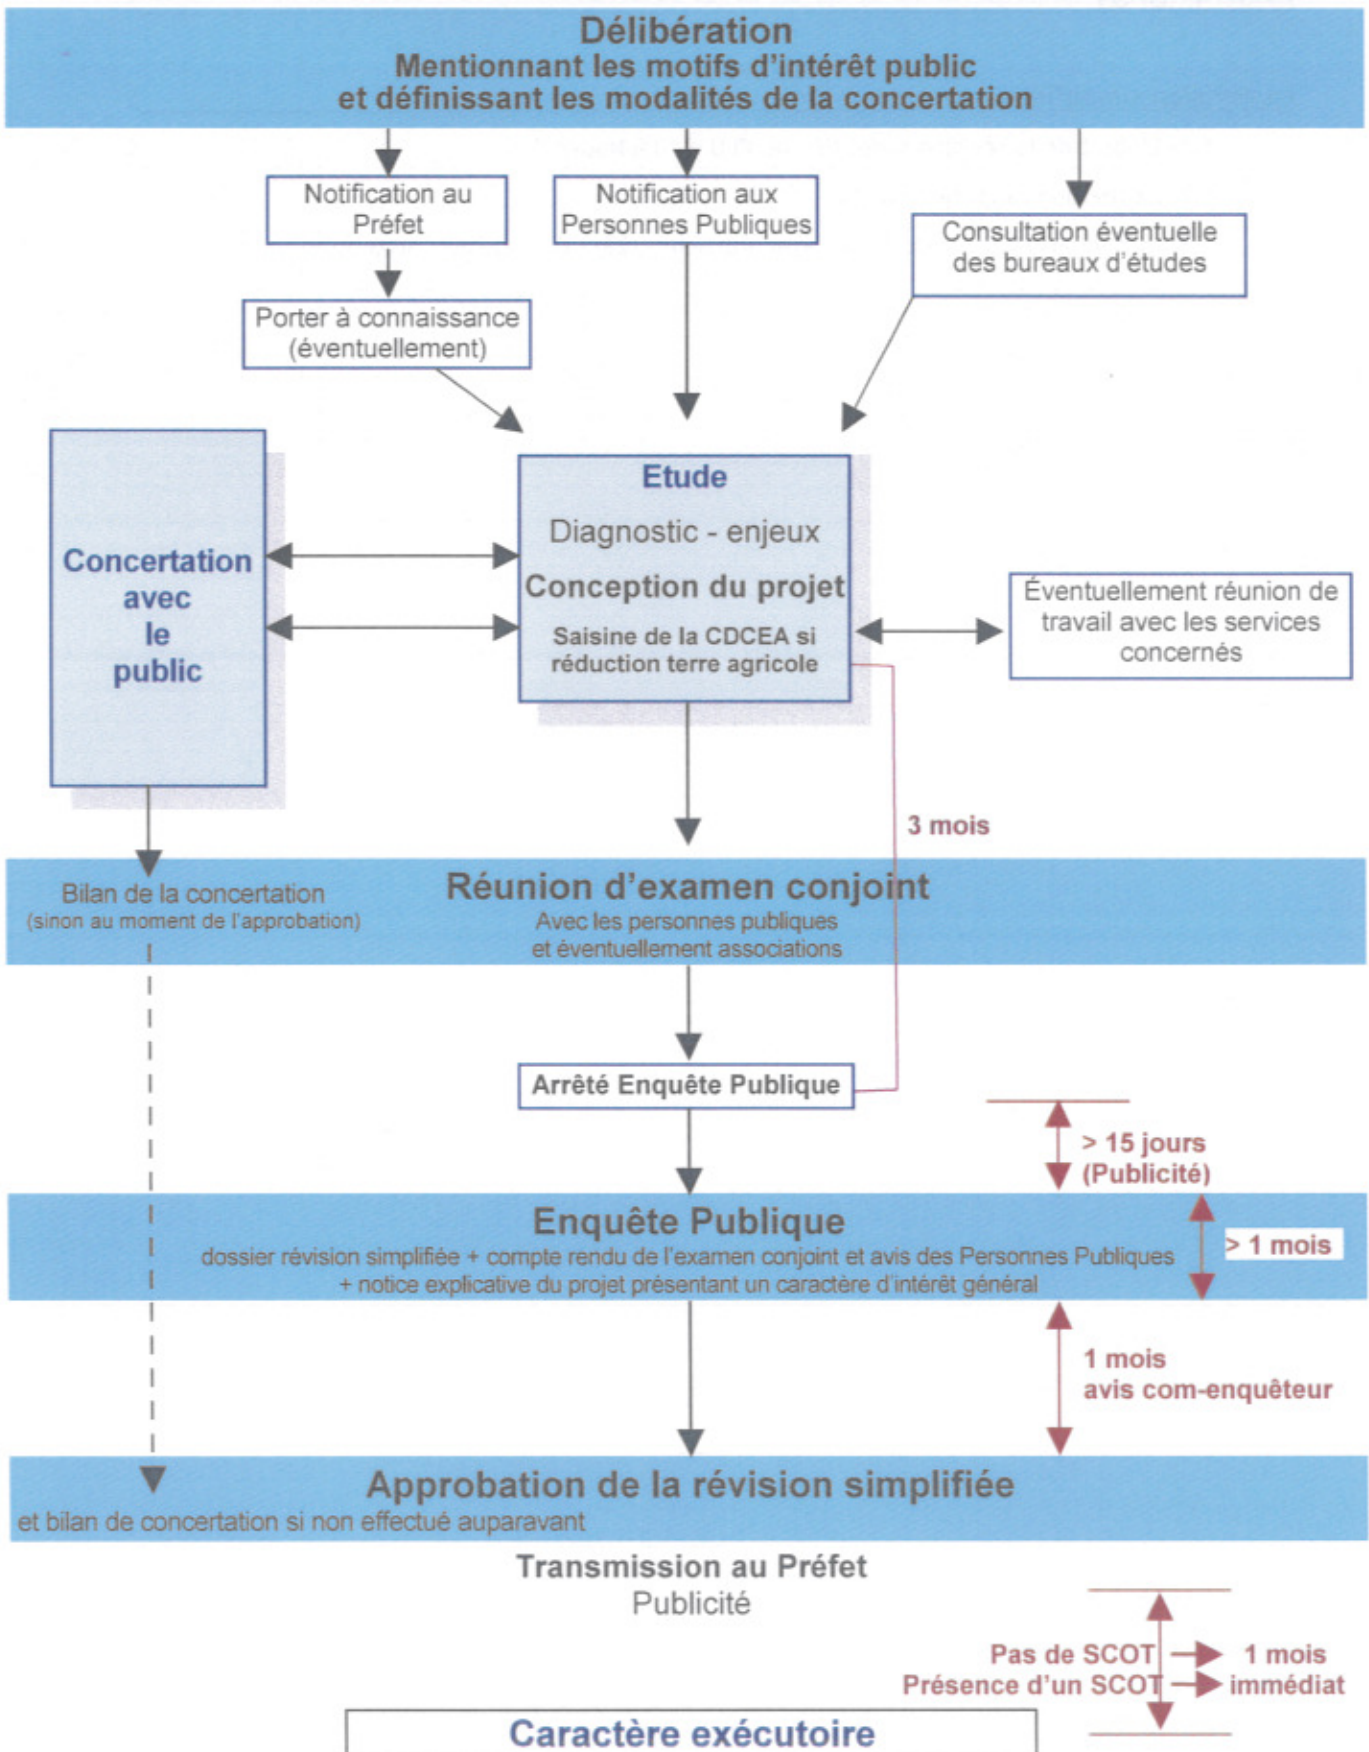 Délibération
Mentionnant les motifs d'intérêt public
et définissant les modalités de la concertation
Notification au
Préfet
Notification aux
Personnes Publiques
Consultation éventuelle
des bureaux d'études
Porter à connaissance
(éventuellement)
Concertation
avec
le
public
Etude
Diagnostic - enjeux
Conception du projet
Saisine de la CDCEA si
réduction terre agricole
Éventuellement réunion de
travail avec les services
concernés
3 mois
Bilan de la concertation
(sinon au moment de l'approbation)
Réunion d'examen conjoint
Avec les personnes publiques
et éventuellement associations
Arrêté Enquête Publique
> 15 jours
(Publicité)
Enquête Publique
dossier révision simplifiée + compte rendu de l'examen conjoint et avis des Personnes Publiques
+ notice explicative du projet présentant un caractère d'intérêt général
> 1 mois
1 mois
avis com-enquêteur
Approbation de la révision simplifiée
et bilan de concertation si non effectué auparavant
Transmission au Préfet
Publicité
Pas de SCOT 1 mois
Présence d'un SCOT immédiat
Caractère exécutoire